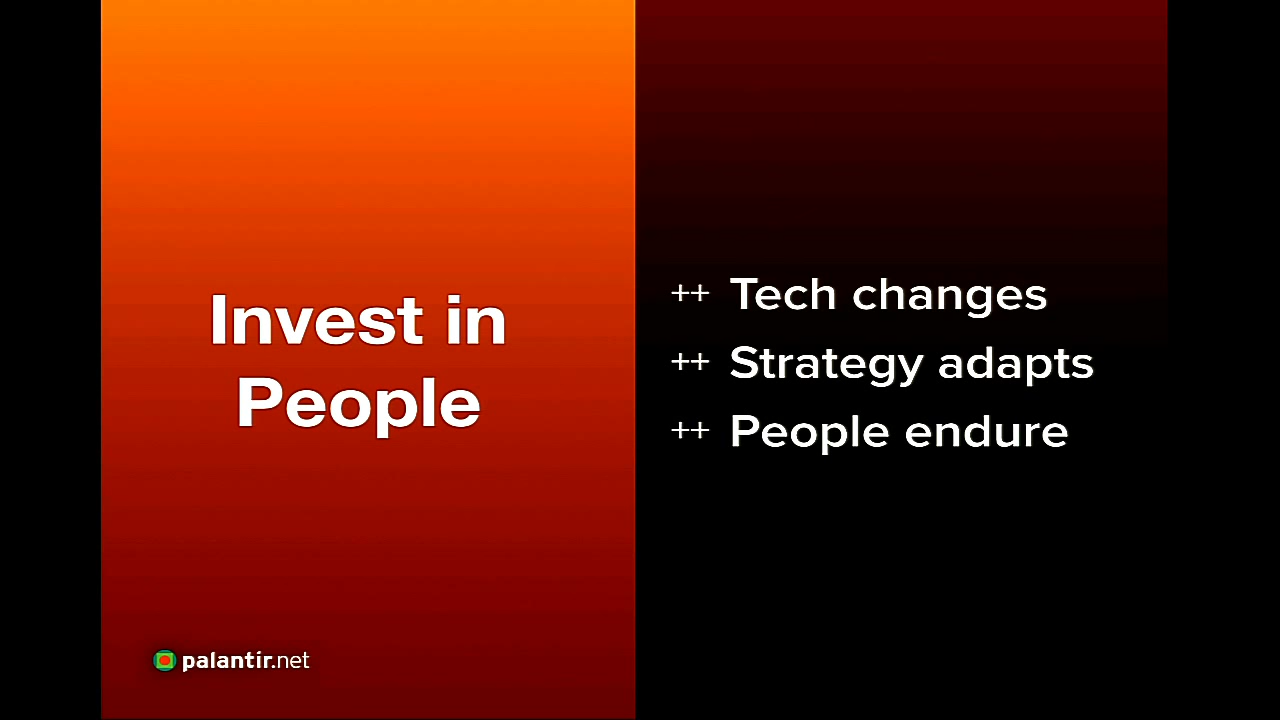 Invest in
People
++ Tech changes
++ Strategy adapts
++ People endure
palantir.net